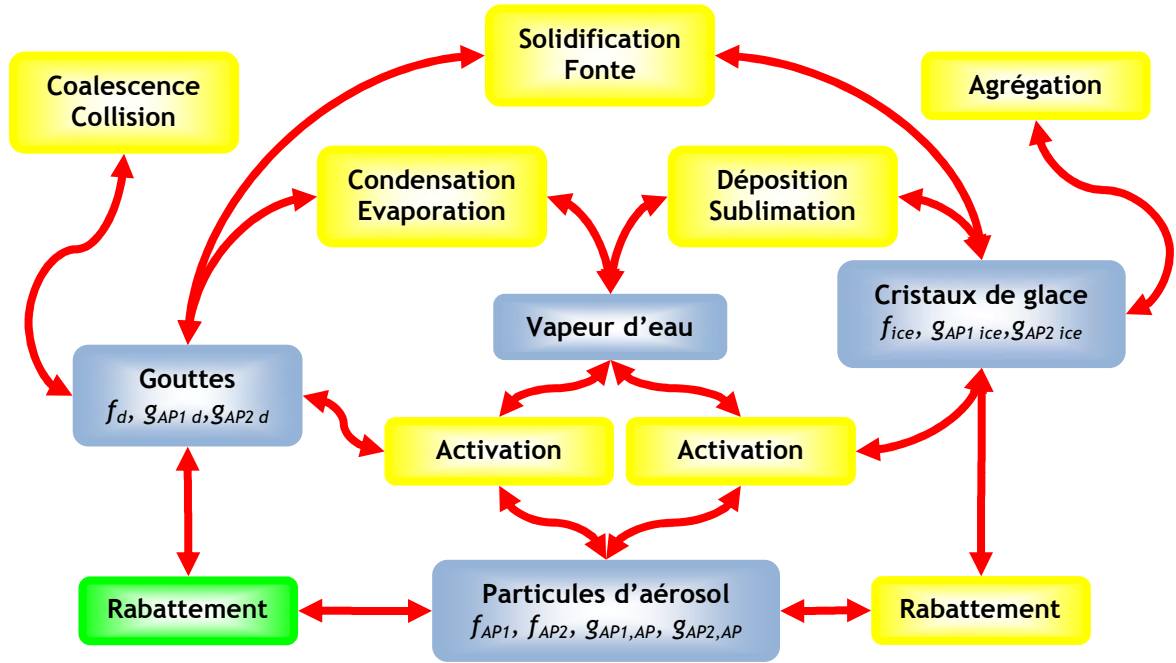 Solidification
Fonte
Coalescence
Collision
Agrégation
Condensation
Evaporation
Déposition
Sublimation
Vapeur d’eau
Cristaux de glace
fice, gAP1 ice,gAP2 ice
Gouttes
fd, gAP1 d,gAP2 d
Activation
Activation
Rabattement
Particules d’aérosol
fAP1, fAP2, gAP1,AP, gAP2,AP
Rabattement